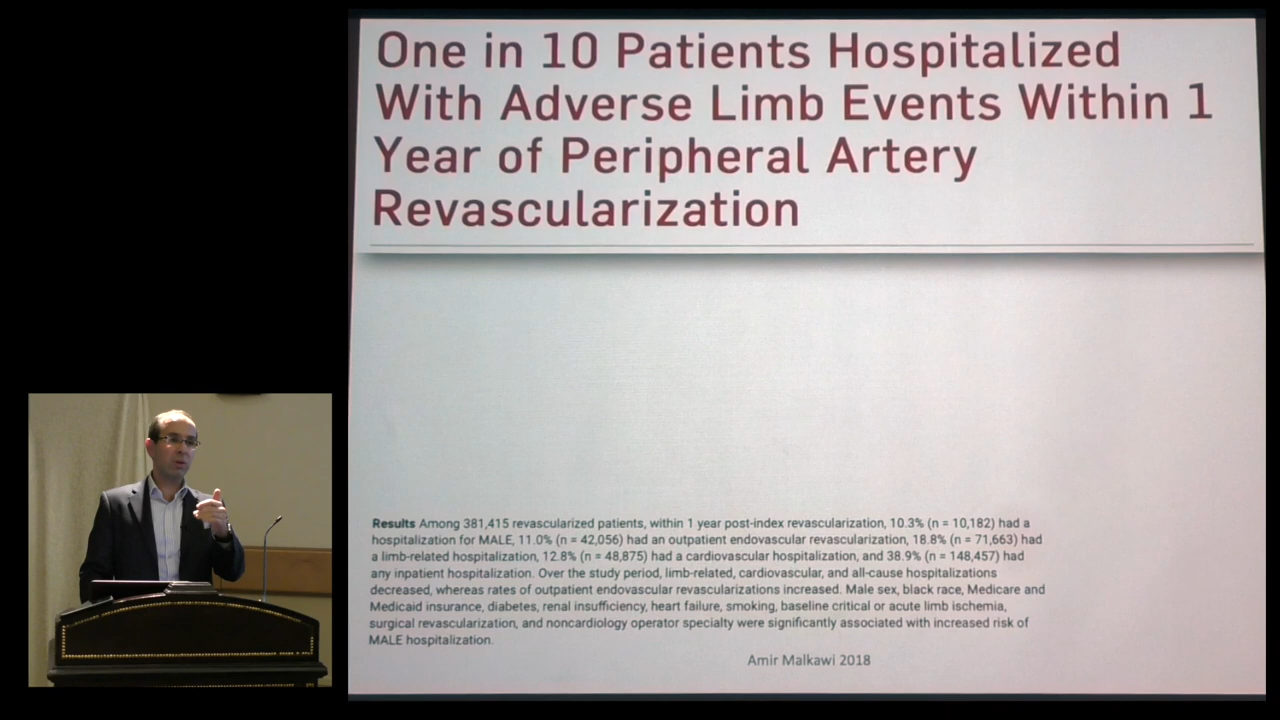 One in 10 Patients Hospitalized
With Adverse Limb Events Within 1
Year of Peripheral Artery
Revascularization
Results Among 381,415 revascularized patients, within 1 year post-index revascularization, 10.3% (n = 10,182) had a
hospitalization for MALE, 11.0% (n = 42,056) had an outpatient endovascular revascularization, 18.8% (n = 71,663) had
a limb-related hospitalization, 12.8% (n = 48,875) had a cardiovascular hospitalization, and 38.9% (n = 148,457) had
any inpatient hospitalization. Over the study period, limb-related, cardiovascular, and all-cause hospitalizations
decreased, whereas rates of outpatient endovascular revascularizations increased. Male sex, black race, Medicare and
Medicaid insurance, diabetes, renal insufficiency, heart failure, smoking, baseline critical or acute limb ischemia,
surgical revascularization, and noncardiology operator specialty were significantly associated with increased risk of
MALE hospitalization.
Amir Malkawi 2018